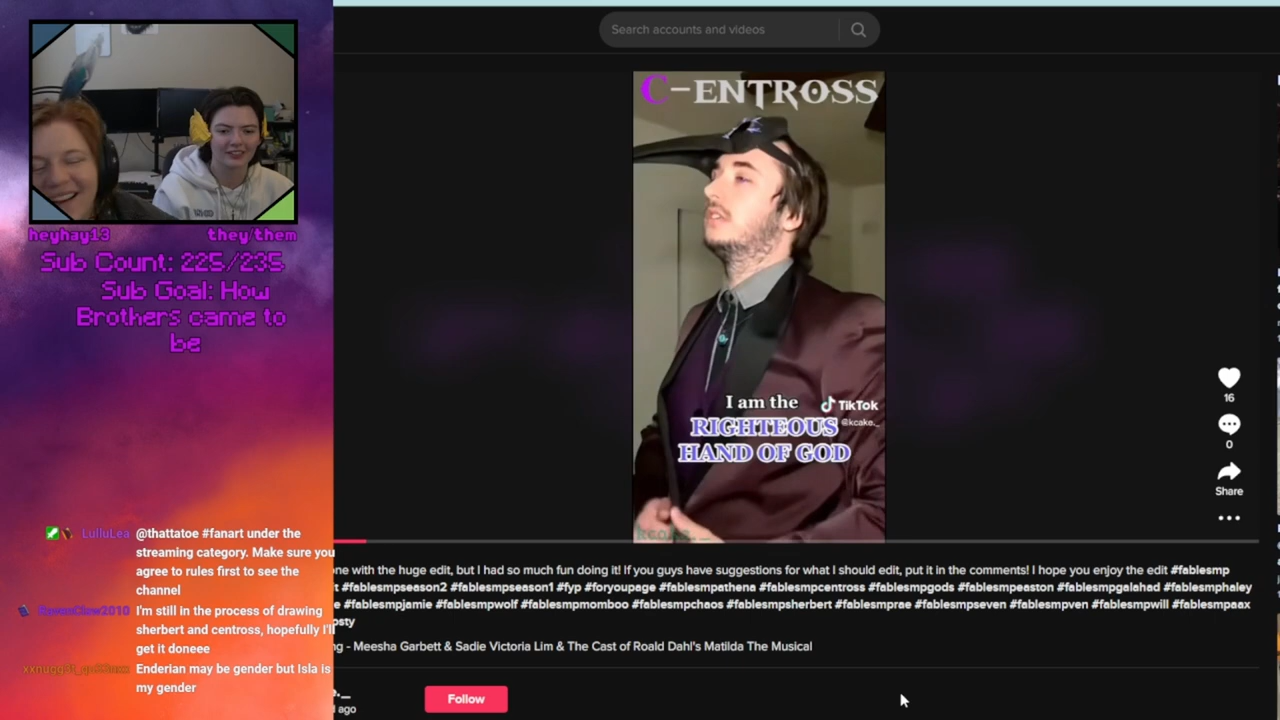 Search accounts and videos
C-ENTROSS
I am the
RIGHTEOUS
HAND OF GOD
TikTok
@kcake._
kcake._
16
0
Share
heyhay13 they/them
Sub Count: 225/235
Sub Goal: How
Brothers came to
be
LulluLea @thattatoe #fanart under the
streaming category. Make sure you
agree to rules first to see the
channel
I'm still in the process of drawing
sherbert and centross, hopefully I'll
get it doneee
Enderian may be gender but Isla is
my gender
one with the huge edit, but I had so much fun doing it! If you guys have suggestions for what I should edit, put it in the comments! I hope you enjoy the edit #fablesmp
#fablesmpseason2 #fablesmpseason1 #fyp #foryoupage #fablesmpathena #fablesmpcentross #fablesmpgods #fablesmpeaston #fablesmpgalahad #fablesmphaley
#fablesmpjamie #fablesmpwolf #fablesmpmomboo #fablesmpchaos #fablesmpsherbert #fablesmprae #fablesmpseven #fablesmpven #fablesmpwill #fablesmpaax
- Meesha Garbett & Sadie Victoria Lim & The Cast of Roald Dahl's Matilda The Musical
Follow
ago